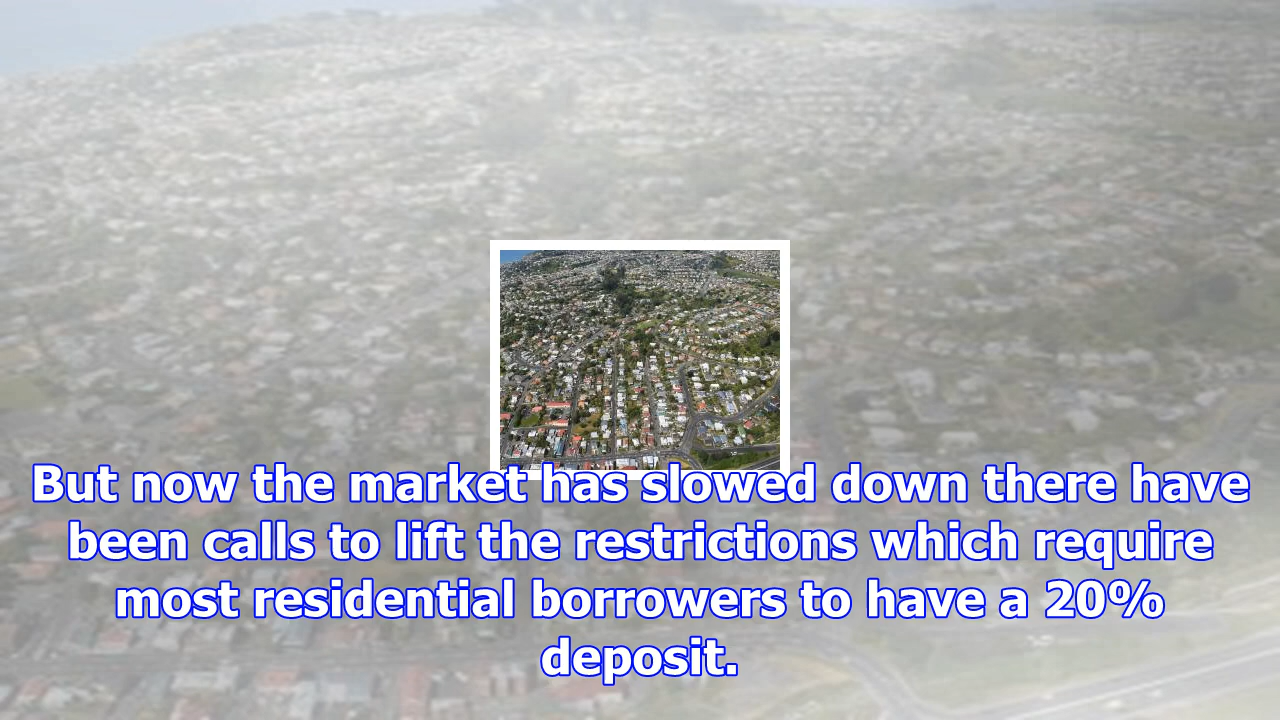 But now the market has slowed down there have
been calls to lift the restrictions which require
most residential borrowers to have a 20%
deposit.